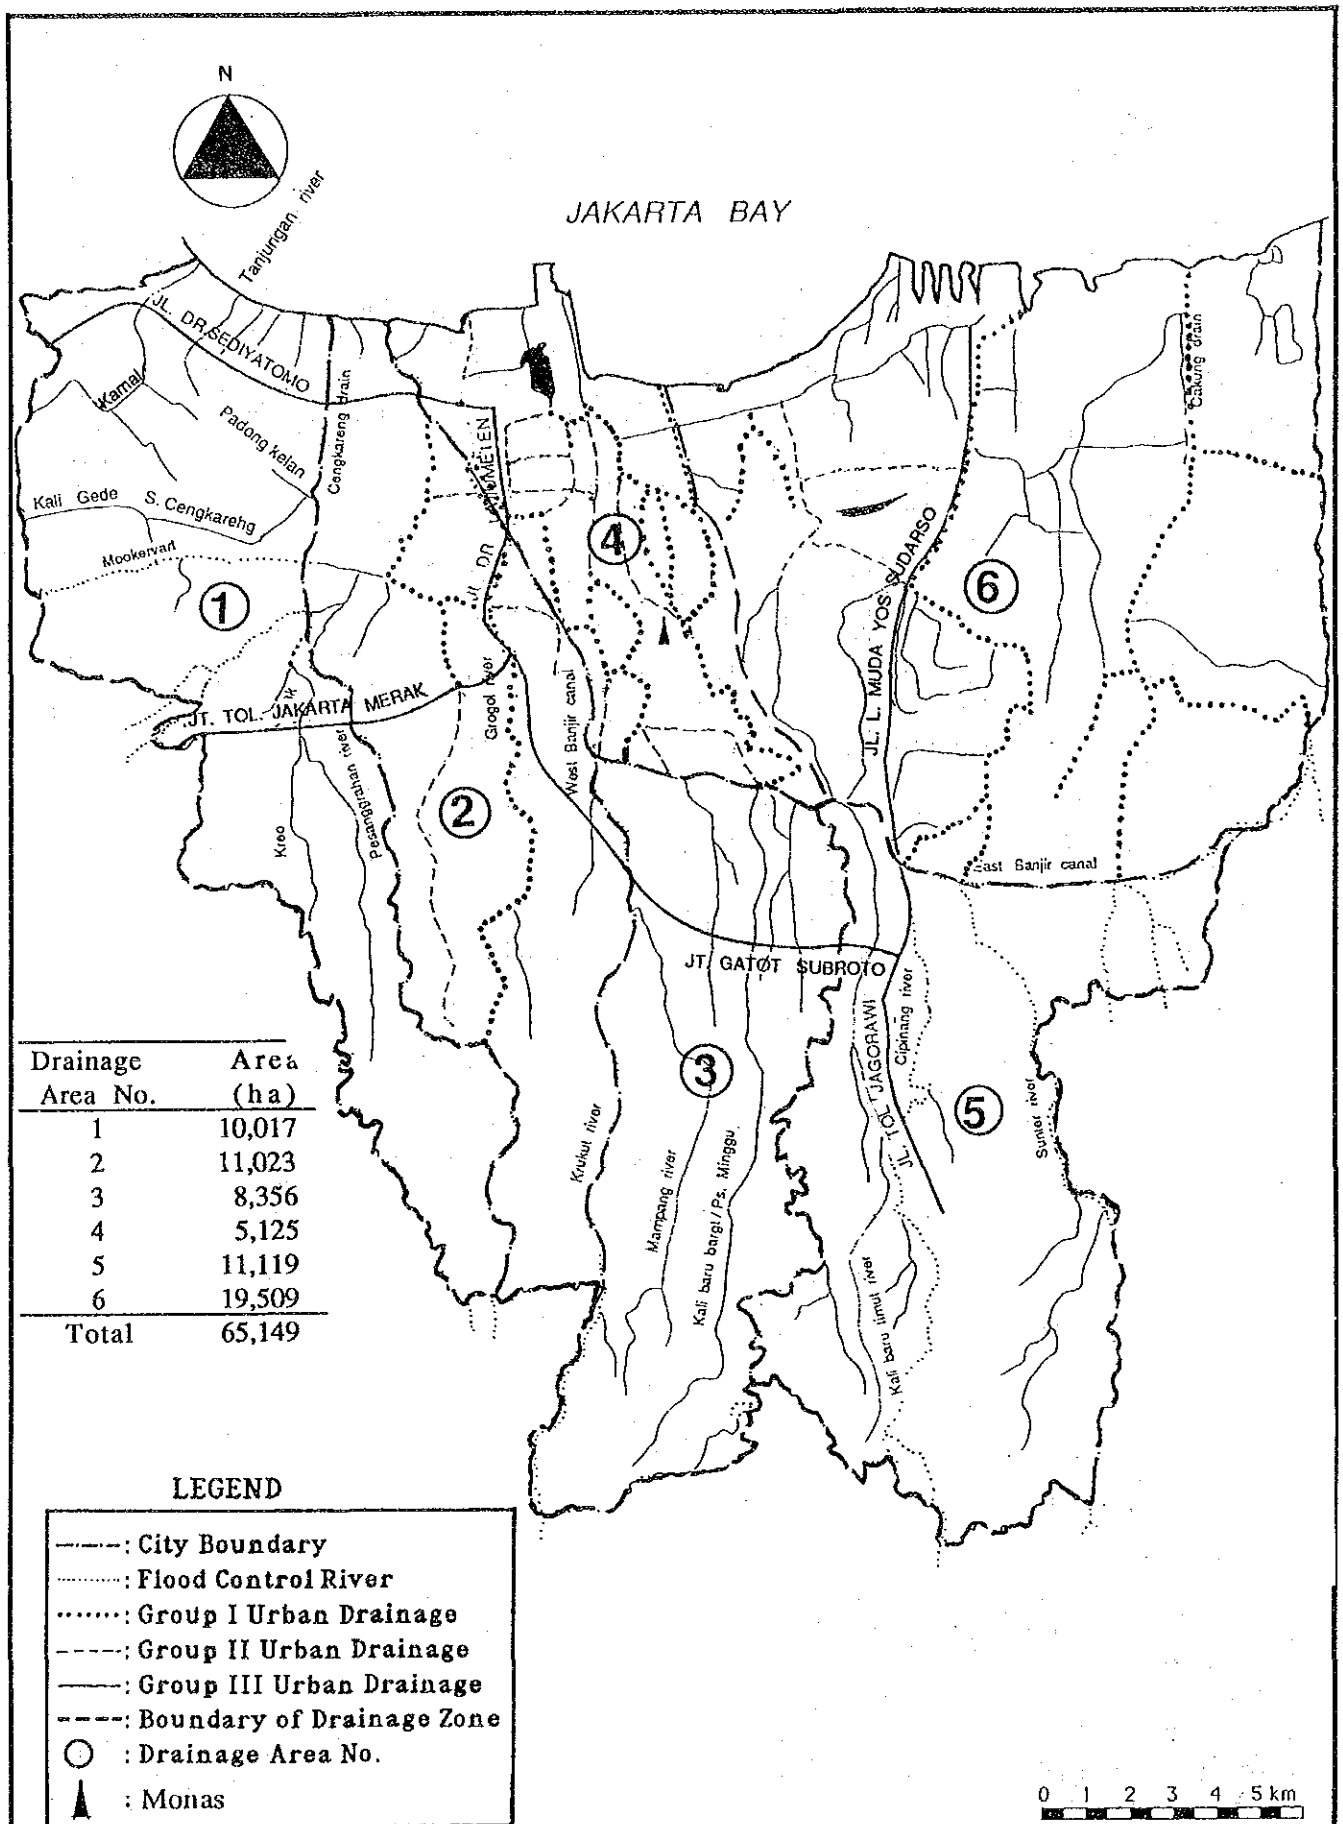 N
Tanjungan river
JAKARTA BAY
JL. DR.SEDIYATOMO
Kamal
Padong kelan
Cengkareng drain
Cakung drain
Kali Gede
S. Cengkarehg
Mookervart
JL. DR
4
1
6
JL. L. MUDA YOS SUDARSO
JT. TOL. JAKARTA MERAK
Grogol river
West Banjir canal
Pesanggrahan river
Kreo
2
East Banjir canal
JT. GATOT SUBROTO
Cipinang river
JL. TOL JAGORAWI
3
5
Sunter river
Krukut river
Mampang river
Kali baru bargt / Ps. Minggu
Kali baru timut river
Drainage Area
Area No. (ha)
1 10,017
2 11,023
3 8,356
4 5,125
5 11,119
6 19,509
Total 65,149
LEGEND
: City Boundary
: Flood Control River
: Group I Urban Drainage
: Group II Urban Drainage
: Group III Urban Drainage
: Boundary of Drainage Zone
: Drainage Area No.
: Monas
0 1 2 3 4 5 km